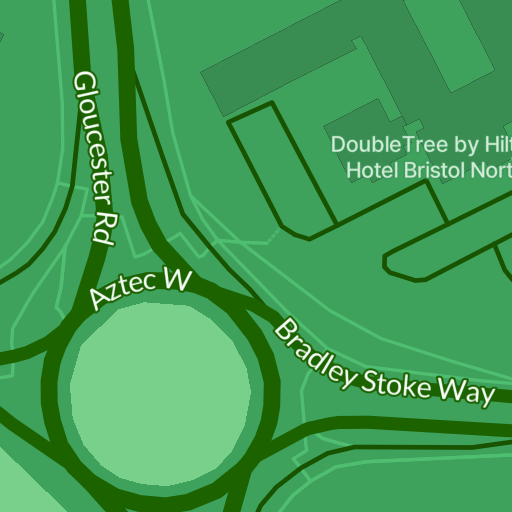 Gloucester Rd
DoubleTree by Hilt
Hotel Bristol Nort
Aztec W
Bradley Stoke Way